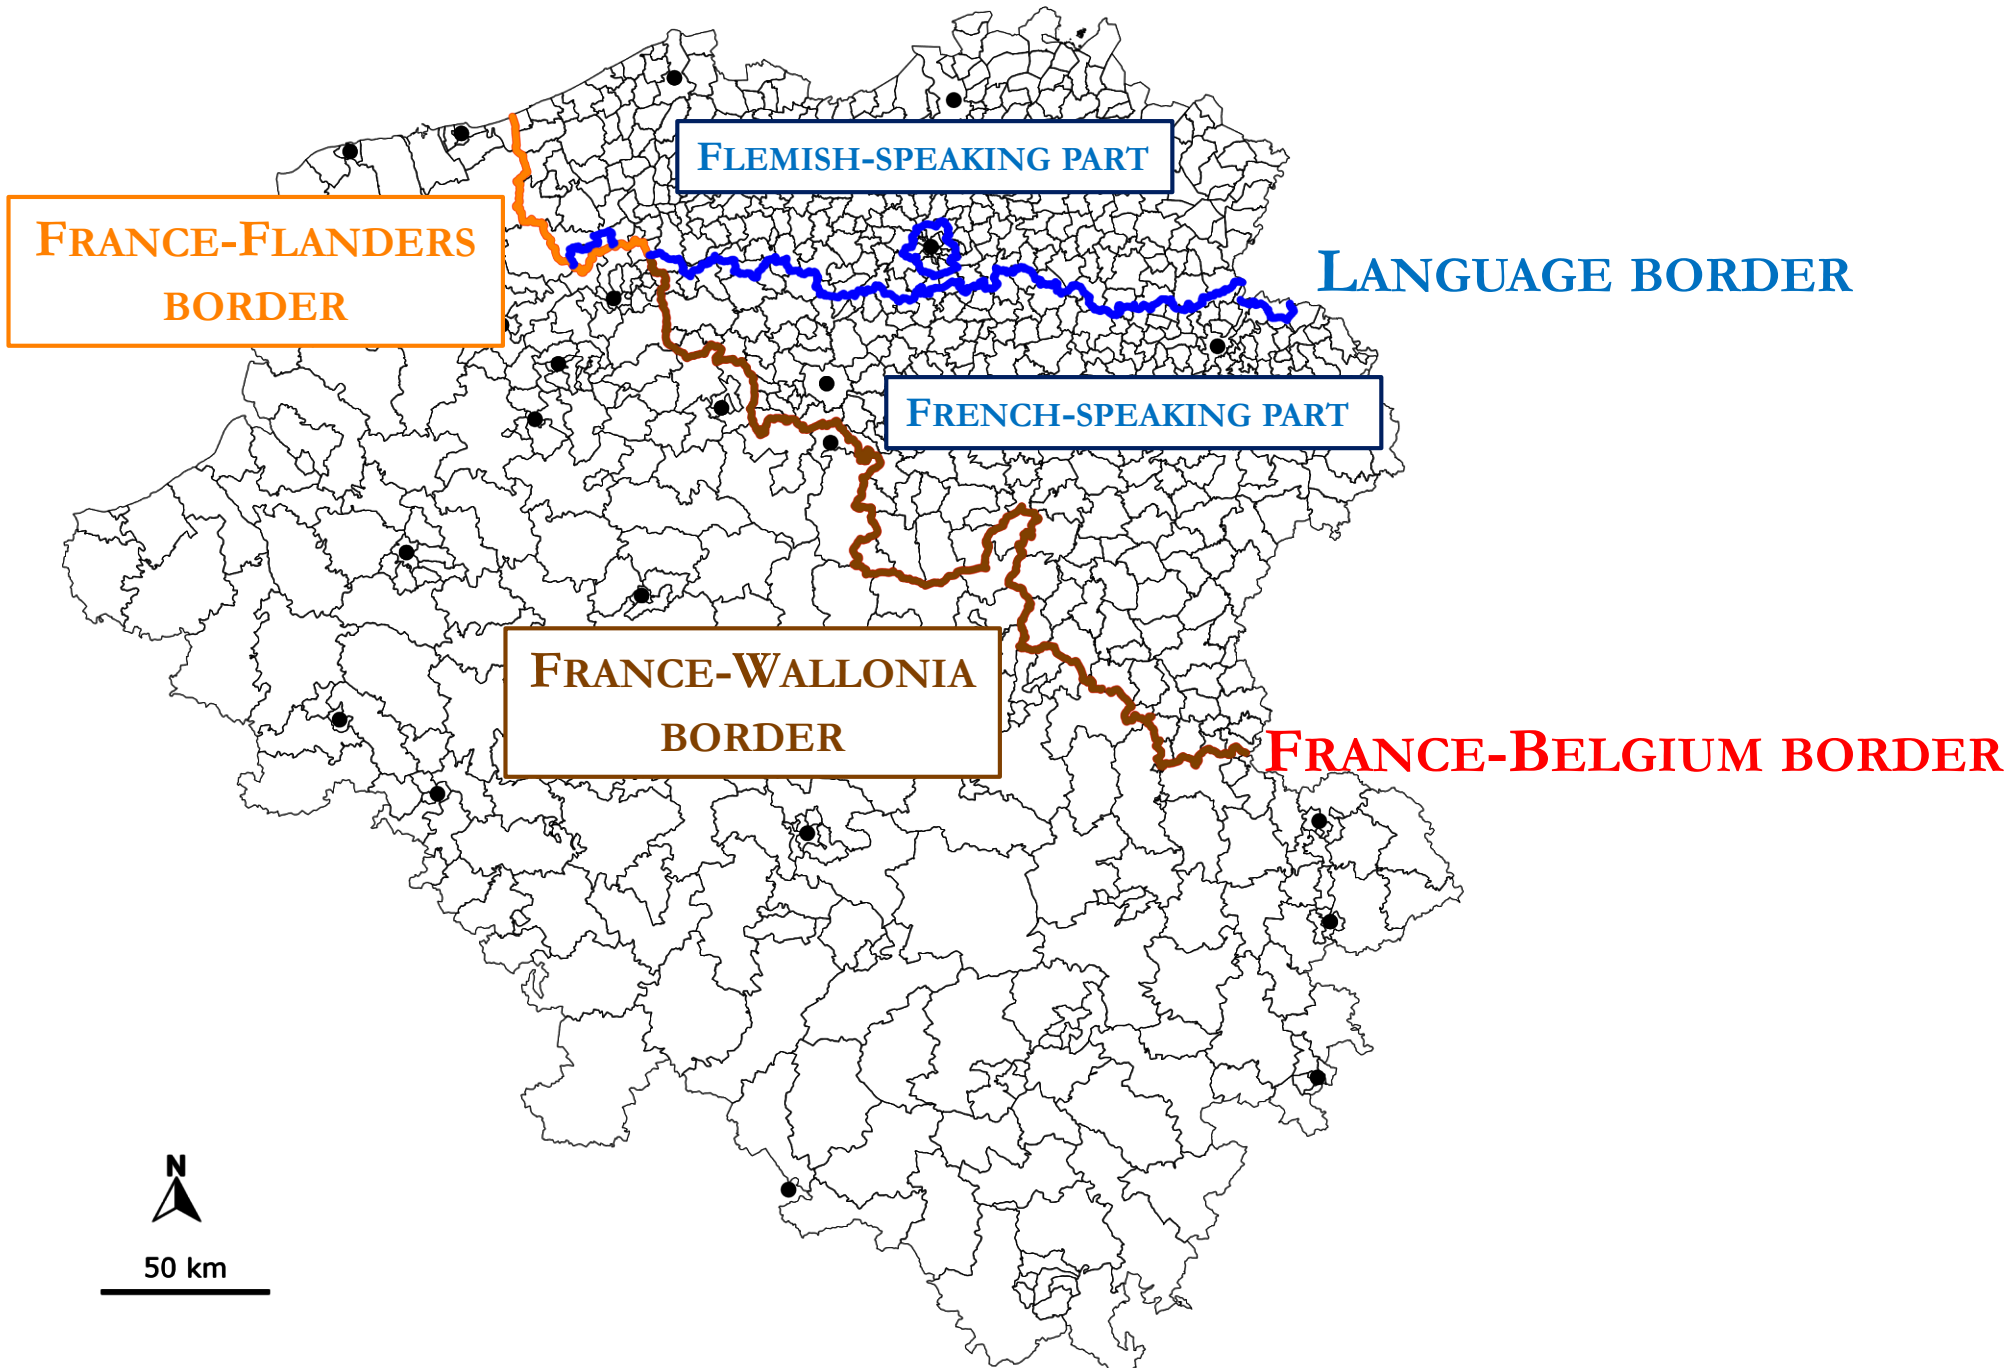 FLEMISH-SPEAKING PART
FRANCE-FLANDERS
BORDER
LANGUAGE BORDER
FRENCH-SPEAKING PART
FRANCE-WALLONIA
BORDER
FRANCE-BELGIUM BORDER
N
50 km